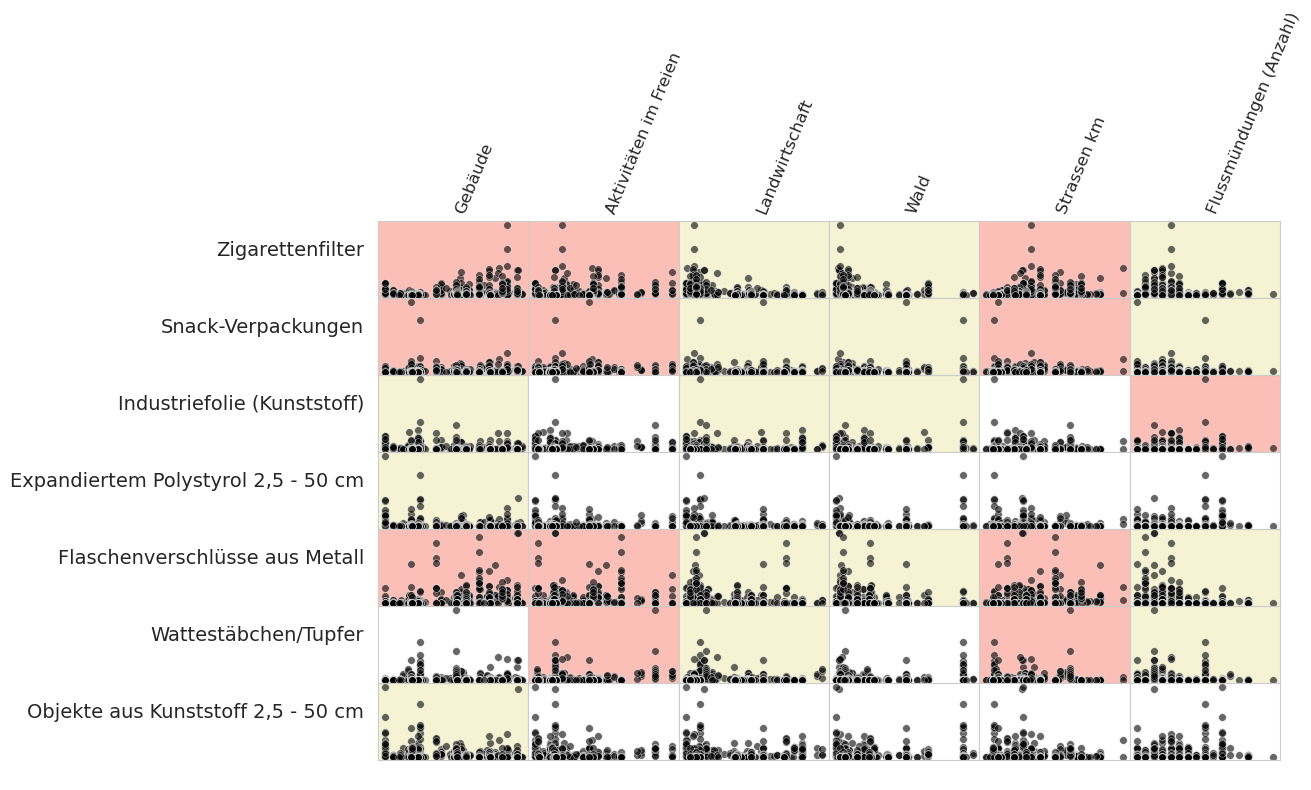 Gebäude
Aktivitäten im Freien
Landwirtschaft
Wald
Strassen km
Flussmündungen (Anzahl)
Zigarettenfilter
Snack-Verpackungen
Industriefolie (Kunststoff)
Expandiertem Polystyrol 2,5 - 50 cm
Flaschenverschlüsse aus Metall
Wattestäbchen/Tupfer
Objekte aus Kunststoff 2,5 - 50 cm